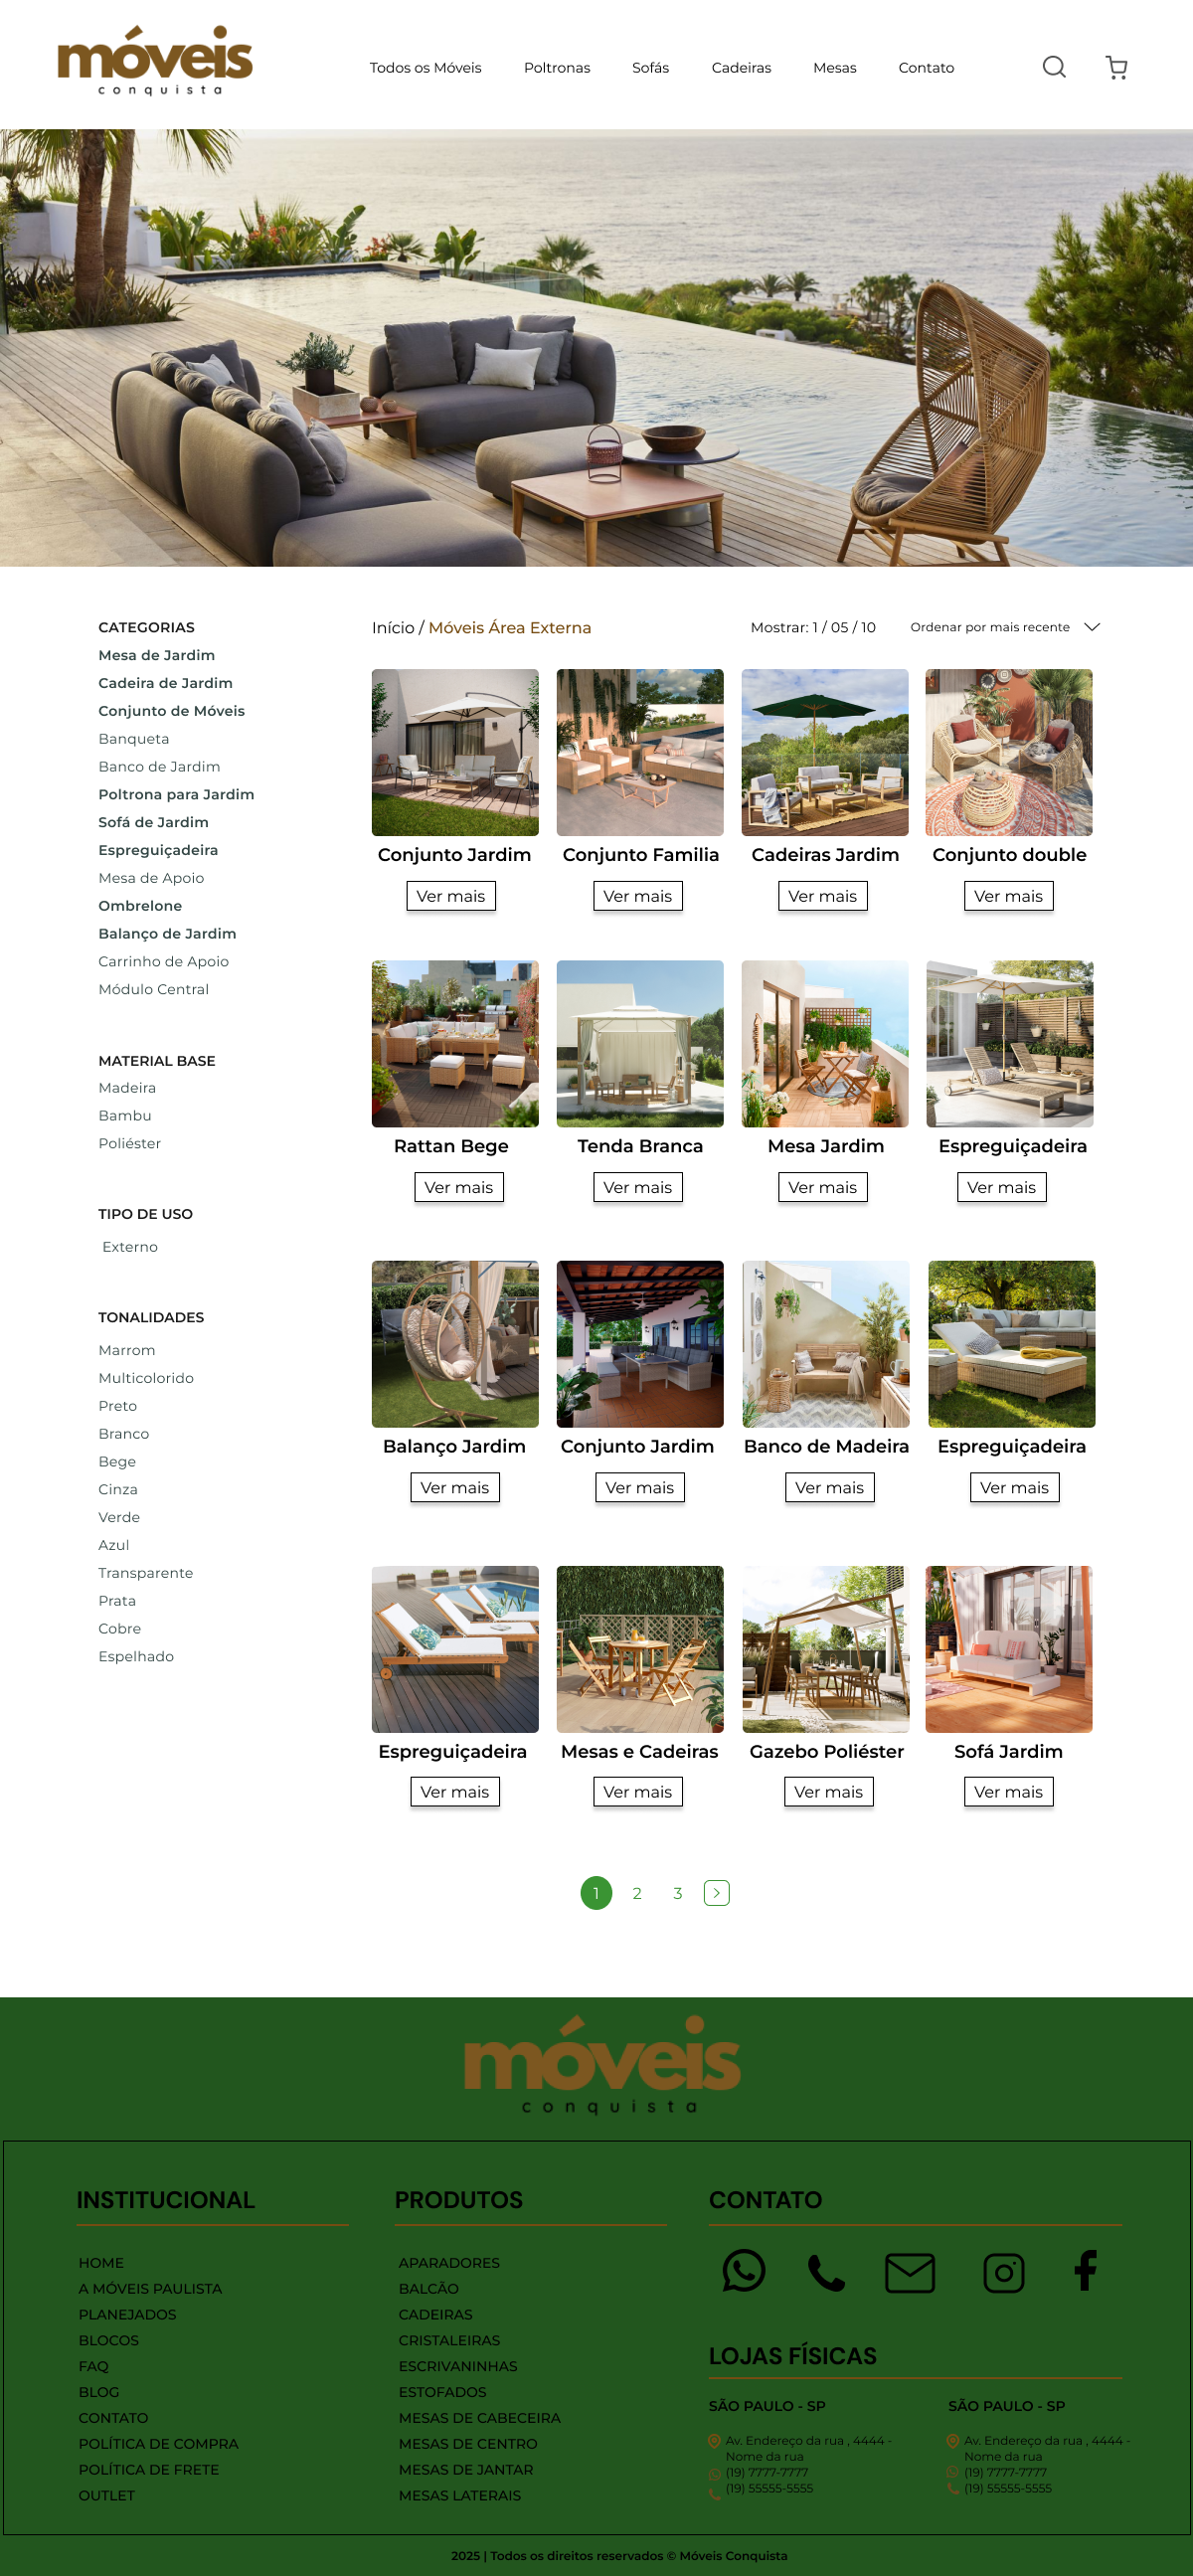 móveis
conquista
Todos os Móveis Poltronas Sofás Cadeiras Mesas Contato
CATEGORIAS
Mesa de Jardim
Cadeira de Jardim
Conjunto de Móveis
Banqueta
Banco de Jardim
Poltrona para Jardim
Sofá de Jardim
Espreguiçadeira
Mesa de Apoio
Ombrelone
Balanço de Jardim
Carrinho de Apoio
Módulo Central
MATERIAL BASE
Madeira
Bambu
Poliéster
TIPO DE USO
Externo
TONALIDADES
Marrom
Multicolorido
Preto
Branco
Bege
Cinza
Verde
Azul
Transparente
Prata
Cobre
Espelhado
Início / Móveis Área Externa
Mostrar: 1 / 05 / 10
Ordenar por mais recente
Conjunto Jardim Conjunto Familia Cadeiras Jardim Conjunto double
Ver mais Ver mais Ver mais Ver mais
Rattan Bege Tenda Branca Mesa Jardim Espreguiçadeira
Ver mais Ver mais Ver mais Ver mais
Balanço Jardim Conjunto Jardim Banco de Madeira Espreguiçadeira
Ver mais Ver mais Ver mais Ver mais
Espreguiçadeira Mesas e Cadeiras Gazebo Poliéster Sofá Jardim
Ver mais Ver mais Ver mais Ver mais
1 2 3
móveis
conquista
INSTITUCIONAL
HOME
A MÓVEIS PAULISTA
PLANEJADOS
BLOCOS
FAQ
BLOG
CONTATO
POLÍTICA DE COMPRA
POLÍTICA DE FRETE
OUTLET
PRODUTOS
APARADORES
BALCÃO
CADEIRAS
CRISTALEIRAS
ESCRIVANINHAS
ESTOFADOS
MESAS DE CABECEIRA
MESAS DE CENTRO
MESAS DE JANTAR
MESAS LATERAIS
CONTATO
LOJAS FÍSICAS
SÃO PAULO - SP
Av. Endereço da rua , 4444 -
Nome da rua
(19) 7777-7777
(19) 55555-5555
SÃO PAULO - SP
Av. Endereço da rua , 4444 -
Nome da rua
(19) 7777-7777
(19) 55555-5555
2025 | Todos os direitos reservados © Móveis Conquista